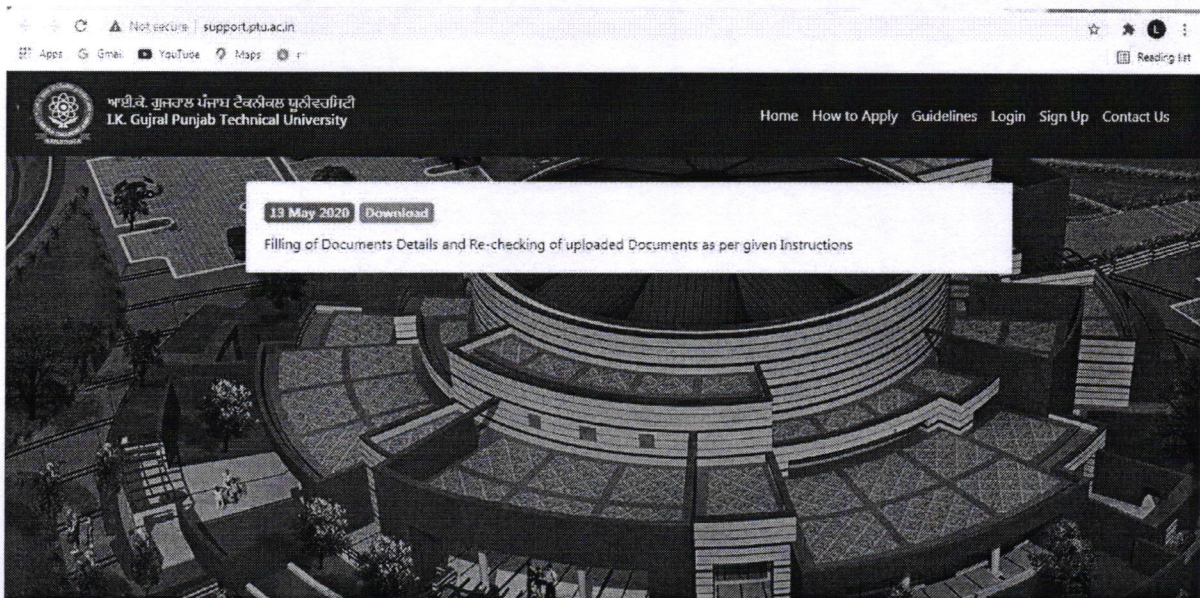 Not secure | support.ptu.ac.in
Apps Gmail YouTube Maps
Reading list
ਆਈ.ਕੇ. ਗੁਜਰਾਲ ਪੰਜਾਬ ਟੈਕਨੀਕਲ ਯੂਨੀਵਰਸਿਟੀ
I.K. Gujral Punjab Technical University
Home How to Apply Guidelines Login Sign Up Contact Us
13 May 2020 Download
Filling of Documents Details and Re-checking of uploaded Documents as per given Instructions